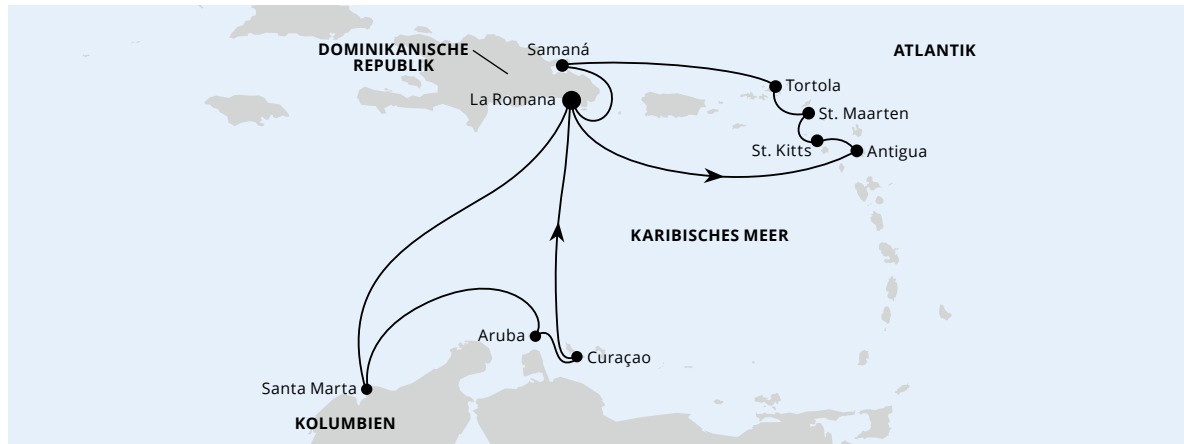 Samaná
DOMINIKANISCHE
REPUBLIK
ATLANTIK
La Romana
Tortola
St. Maarten
St. Kitts
Antigua
KARIBISCHES MEER
Aruba
Curaçao
Santa Marta
KOLUMBIEN